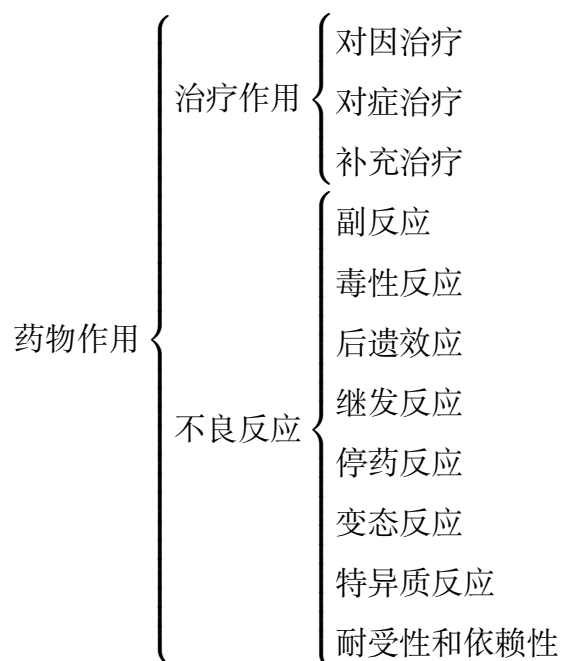 药物作用
治疗作用
对因治疗
对症治疗
补充治疗
不良反应
副反应
毒性反应
后遗效应
继发反应
停药反应
变态反应
特异质反应
耐受性和依赖性